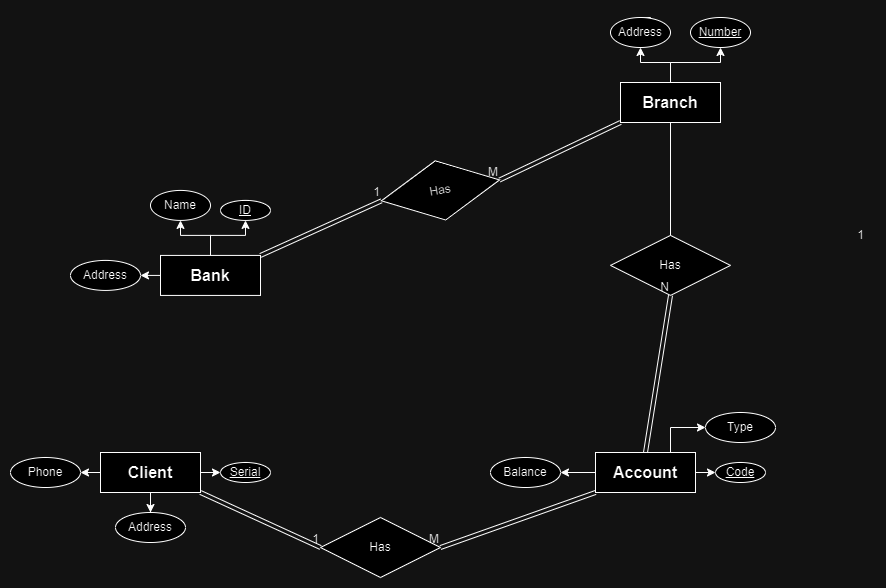 Address
Number
Branch
M
1
Has
Name
ID
1
Has
Address
Bank
N
Type
Phone
Client
Serial
Balance
Account
Code
Address
1
M
Has